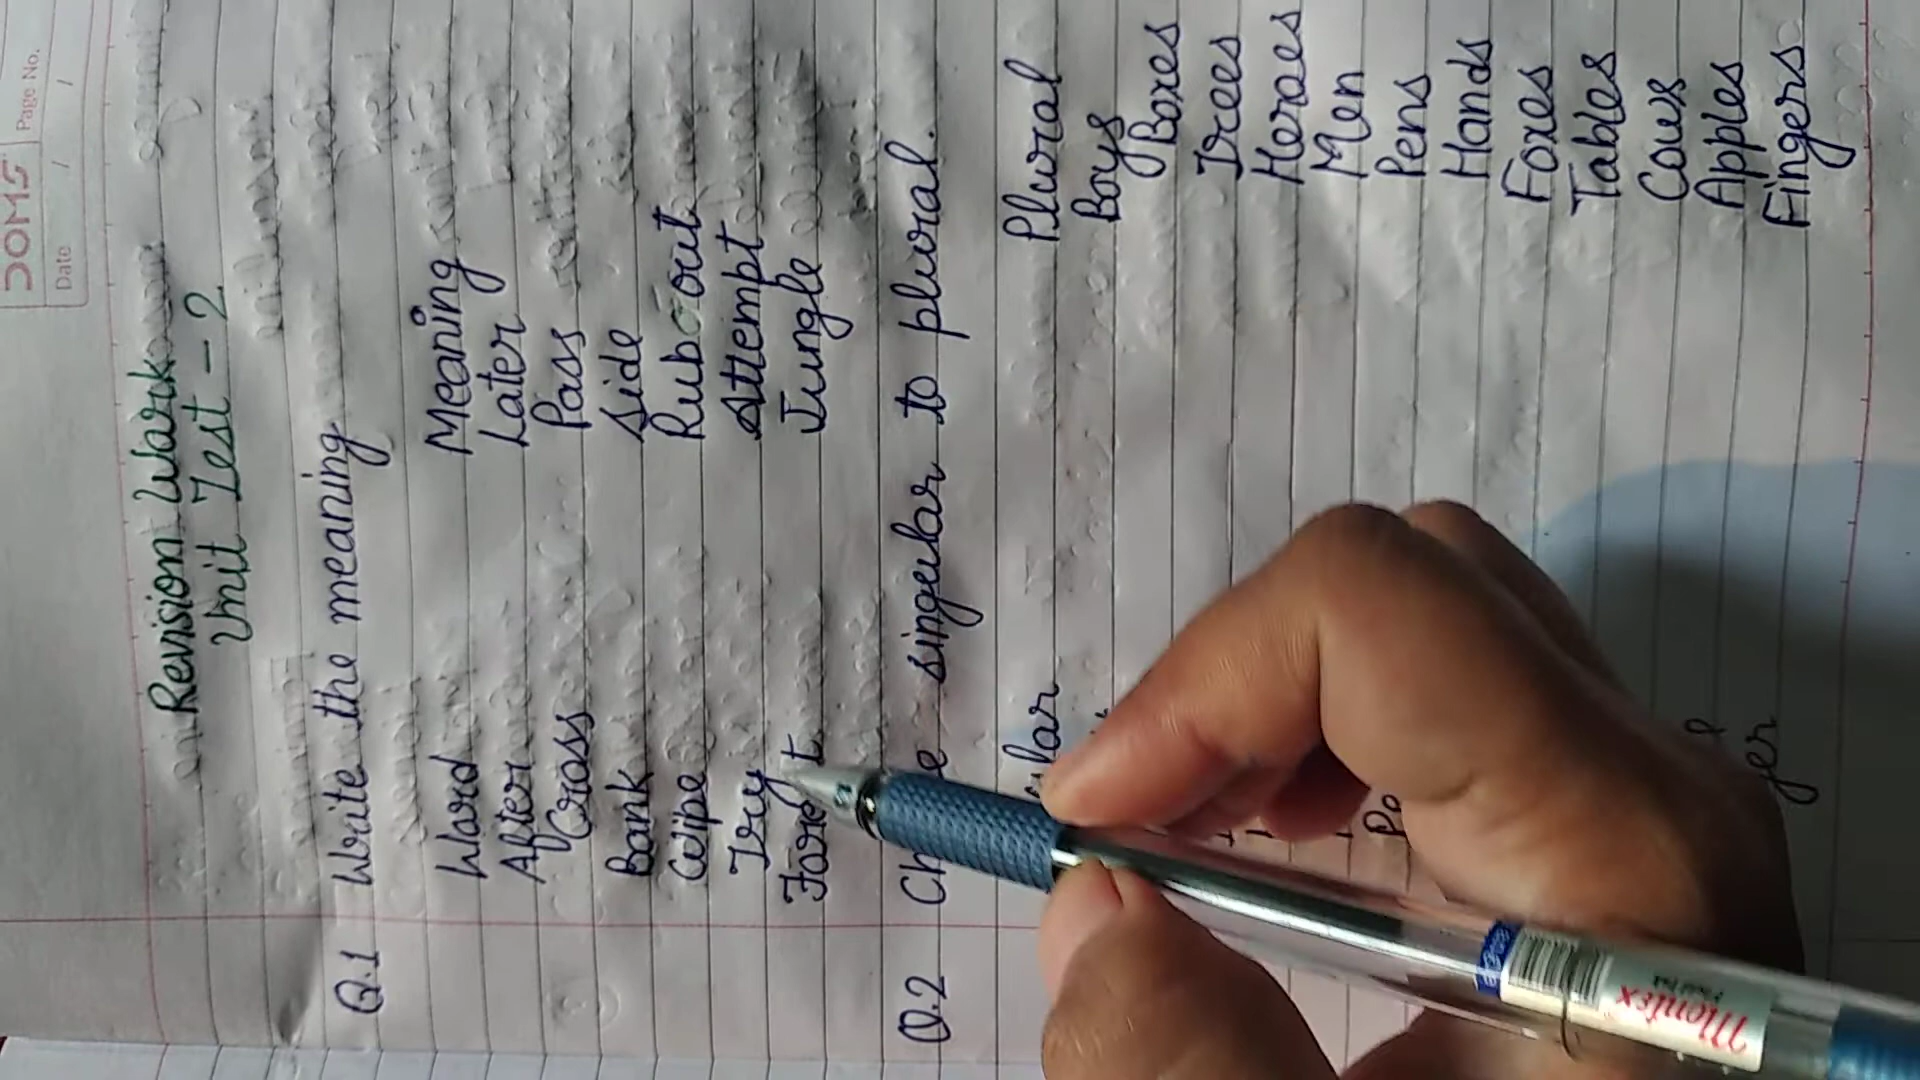 DOMS
Page No.
Date / /
Revision Work
Unit Test - 2
Q.1 Write the meaning
Word Meaning
After Later
Cross Pass
Bank Side
Wipe Rub out
Try Attempt
Jungle
Q.2 singular to plural.
Plural
Boys
Boxes
Trees
Heroes
Men
Pens
Hands
Foxes
Tables
Cows
Apples
Fingers
Montex